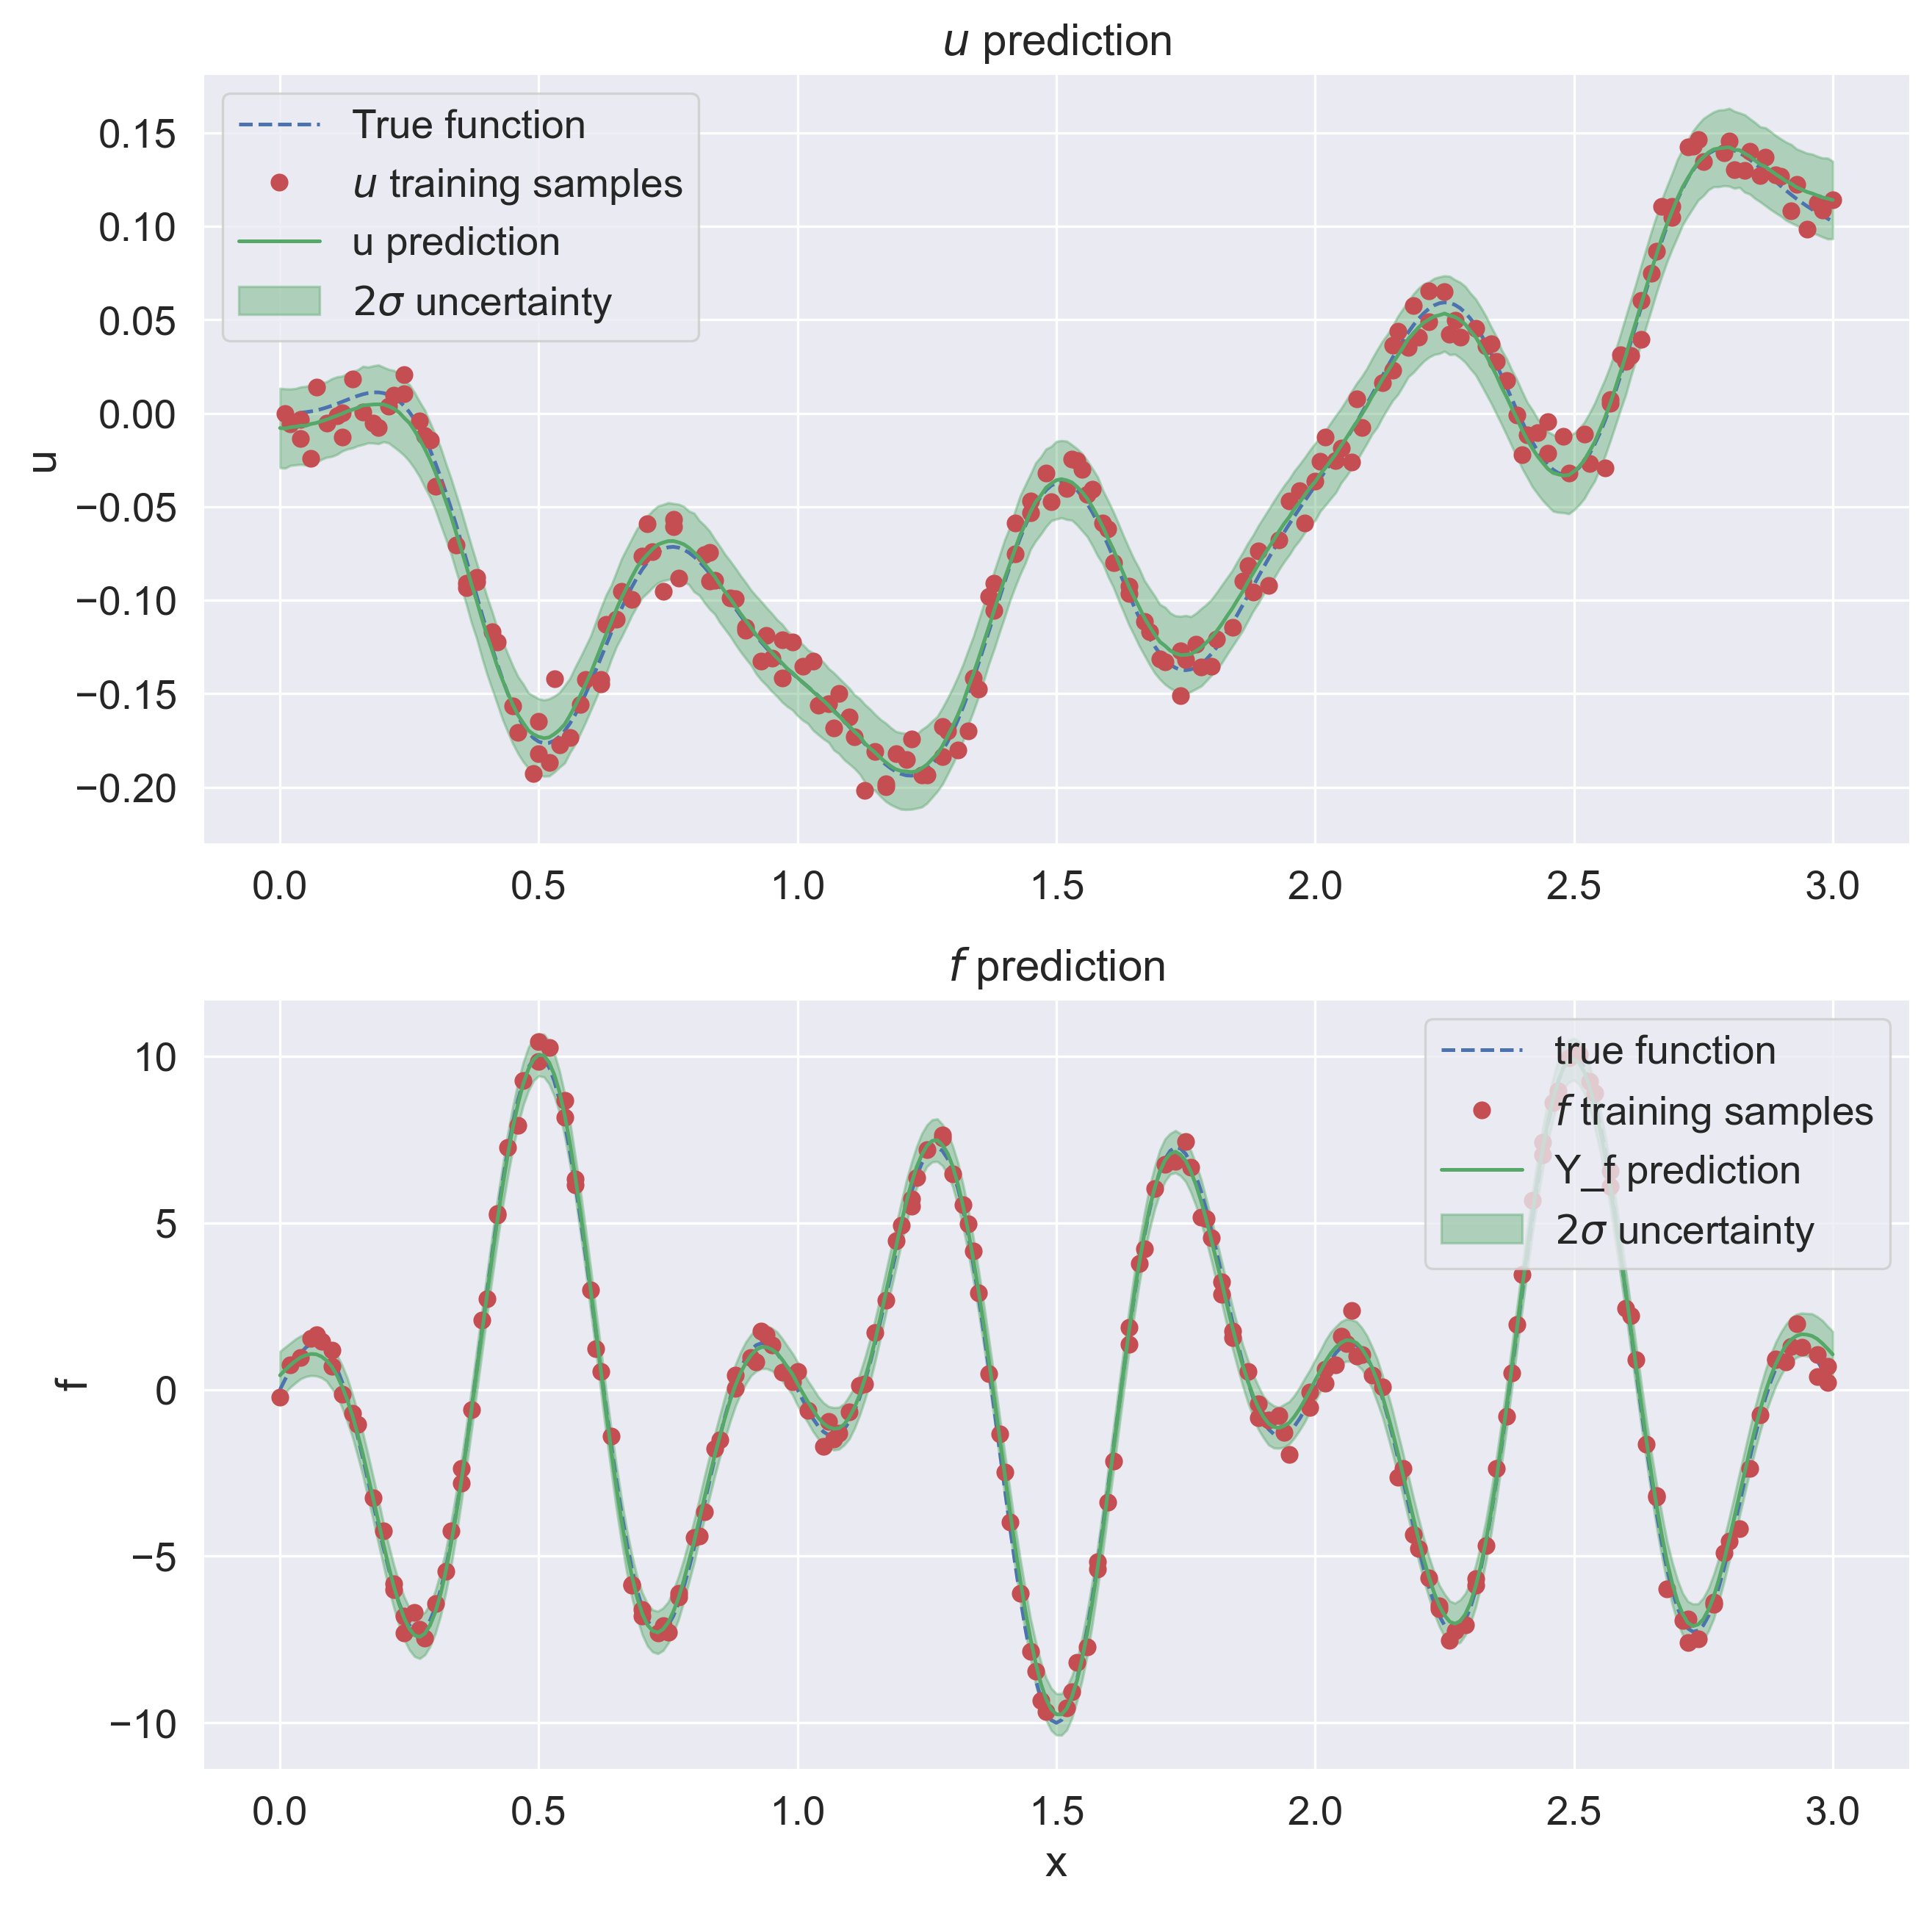 u prediction
True function
u training samples
u prediction
2σ uncertainty
0.15
0.10
0.05
0.00
−0.05
−0.10
−0.15
−0.20
u
0.0 0.5 1.0 1.5 2.0 2.5 3.0
f prediction
true function
f training samples
Y_f prediction
2σ uncertainty
10
5
0
−5
−10
f
0.0 0.5 1.0 1.5 2.0 2.5 3.0
x